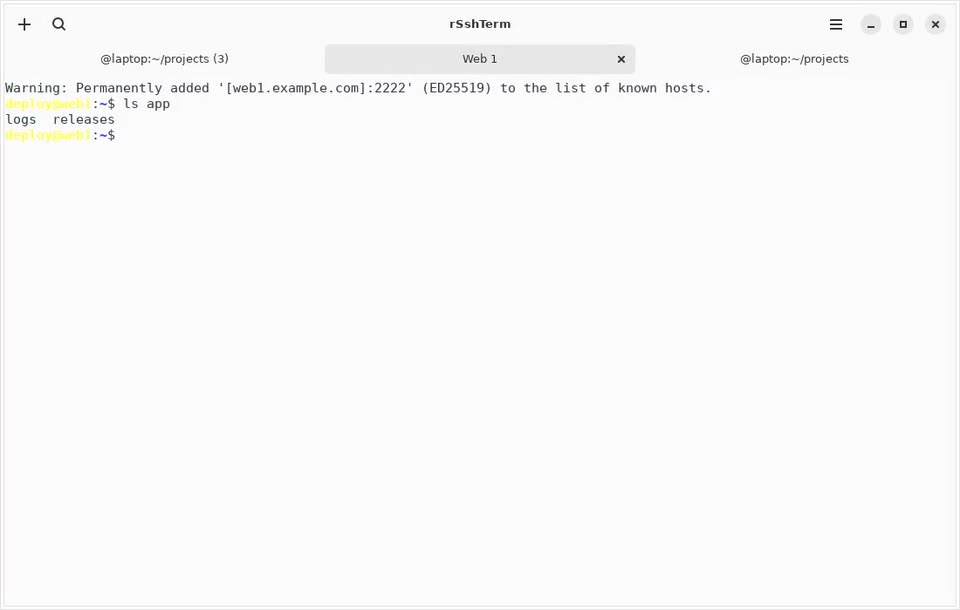 rSshTerm
@laptop:~/projects (3)
Web 1
@laptop:~/projects
Warning: Permanently added '[web1.example.com]:2222' (ED25519) to the list of known hosts.
deploy@web1:~$ ls app
logs  releases
deploy@web1:~$